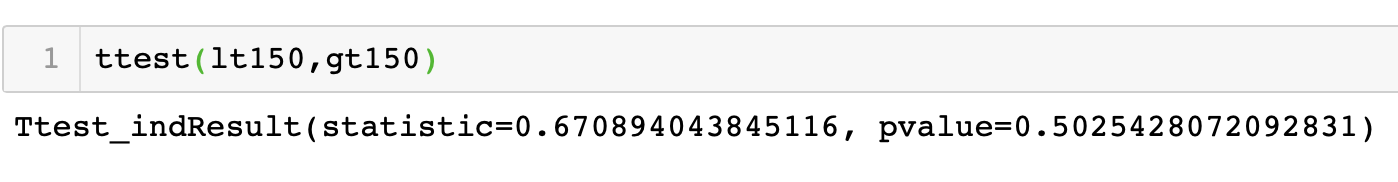 1 ttest(lt150,gt150)
Ttest_indResult(statistic=0.670894043845116, pvalue=0.5025428072092831)